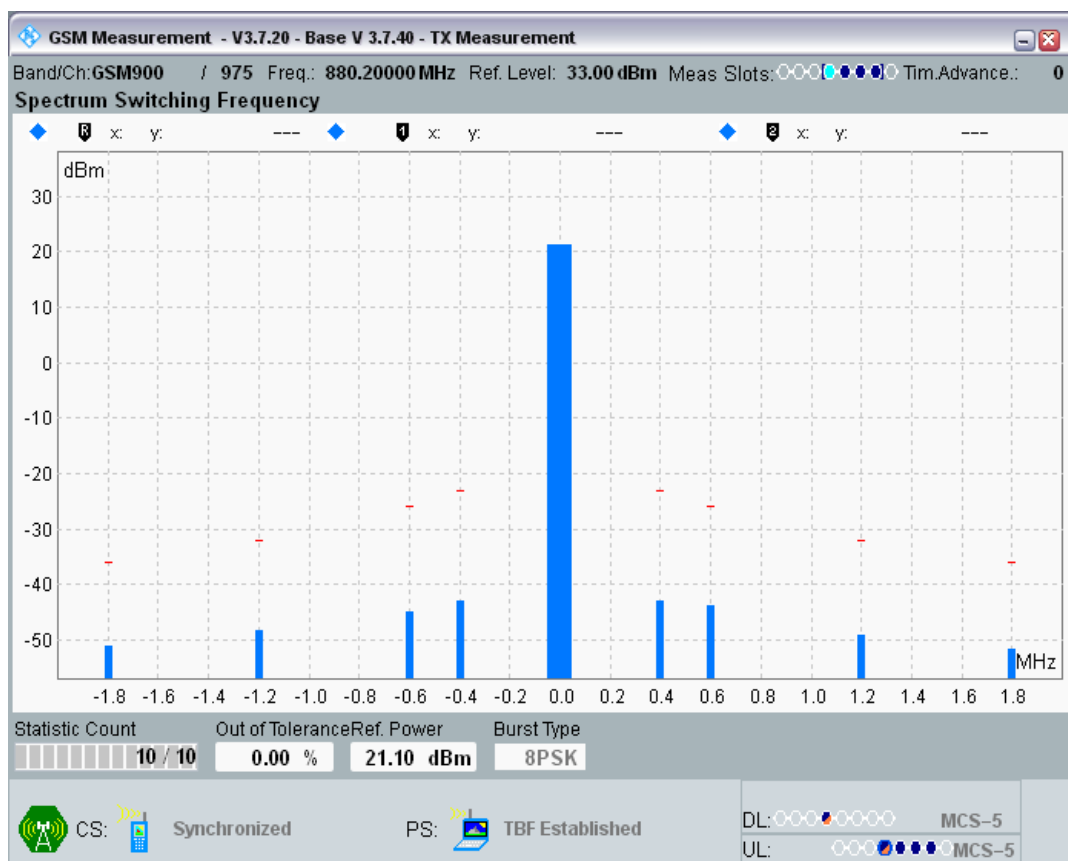 GSM Measurement - V3.7.20 - Base V 3.7.40 - TX Measurement
Band/Ch:GSM900 / 975 Freq.: 880.20000 MHz Ref. Level: 33.00 dBm Meas Slots: Tim.Advance.: 0
Spectrum Switching Frequency
R x: y: --- 1 x: y: --- 2 x: y: ---
dBm
30
20
10
0
-10
-20
-30
-40
-50
MHz
-1.8 -1.6 -1.4 -1.2 -1.0 -0.8 -0.6 -0.4 -0.2 0.0 0.2 0.4 0.6 0.8 1.0 1.2 1.4 1.6 1.8
Statistic Count Out of Tolerance Ref. Power Burst Type
10 / 10 0.00 % 21.10 dBm 8PSK
CS: Synchronized PS: TBF Established
DL: MCS-5
UL: MCS-5